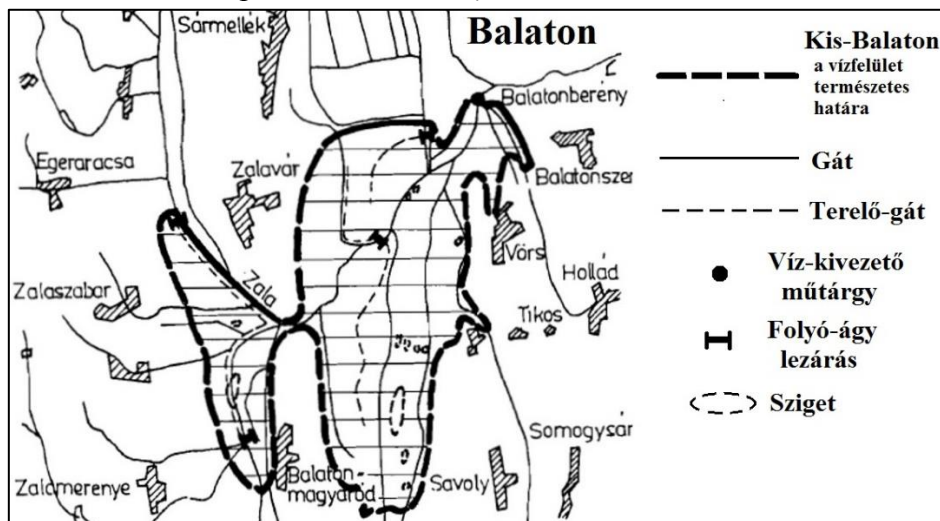 Sármellék
Balaton
Balatonberény
Egeraracsa
Zalavár
Balatonszer
Vörs
Hollád
Zalaszabar
Zala
Tikos
Zalamerenye
Balaton
magyaród
Savoly
Somogysár
Kis-Balaton
a vízfelület
természetes
határa
Gát
Terelő-gát
Víz-kivezető
műtárgy
Folyó-ágy
lezárás
Sziget